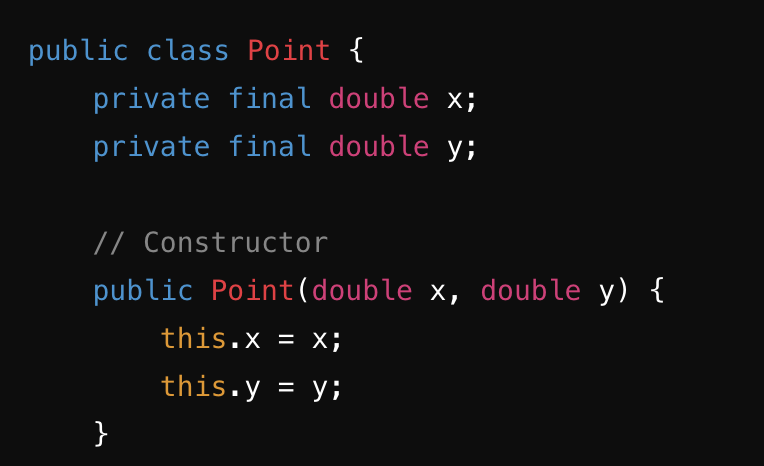 public class Point {
    private final double x;
    private final double y;

    // Constructor
    public Point(double x, double y) {
        this.x = x;
        this.y = y;
    }